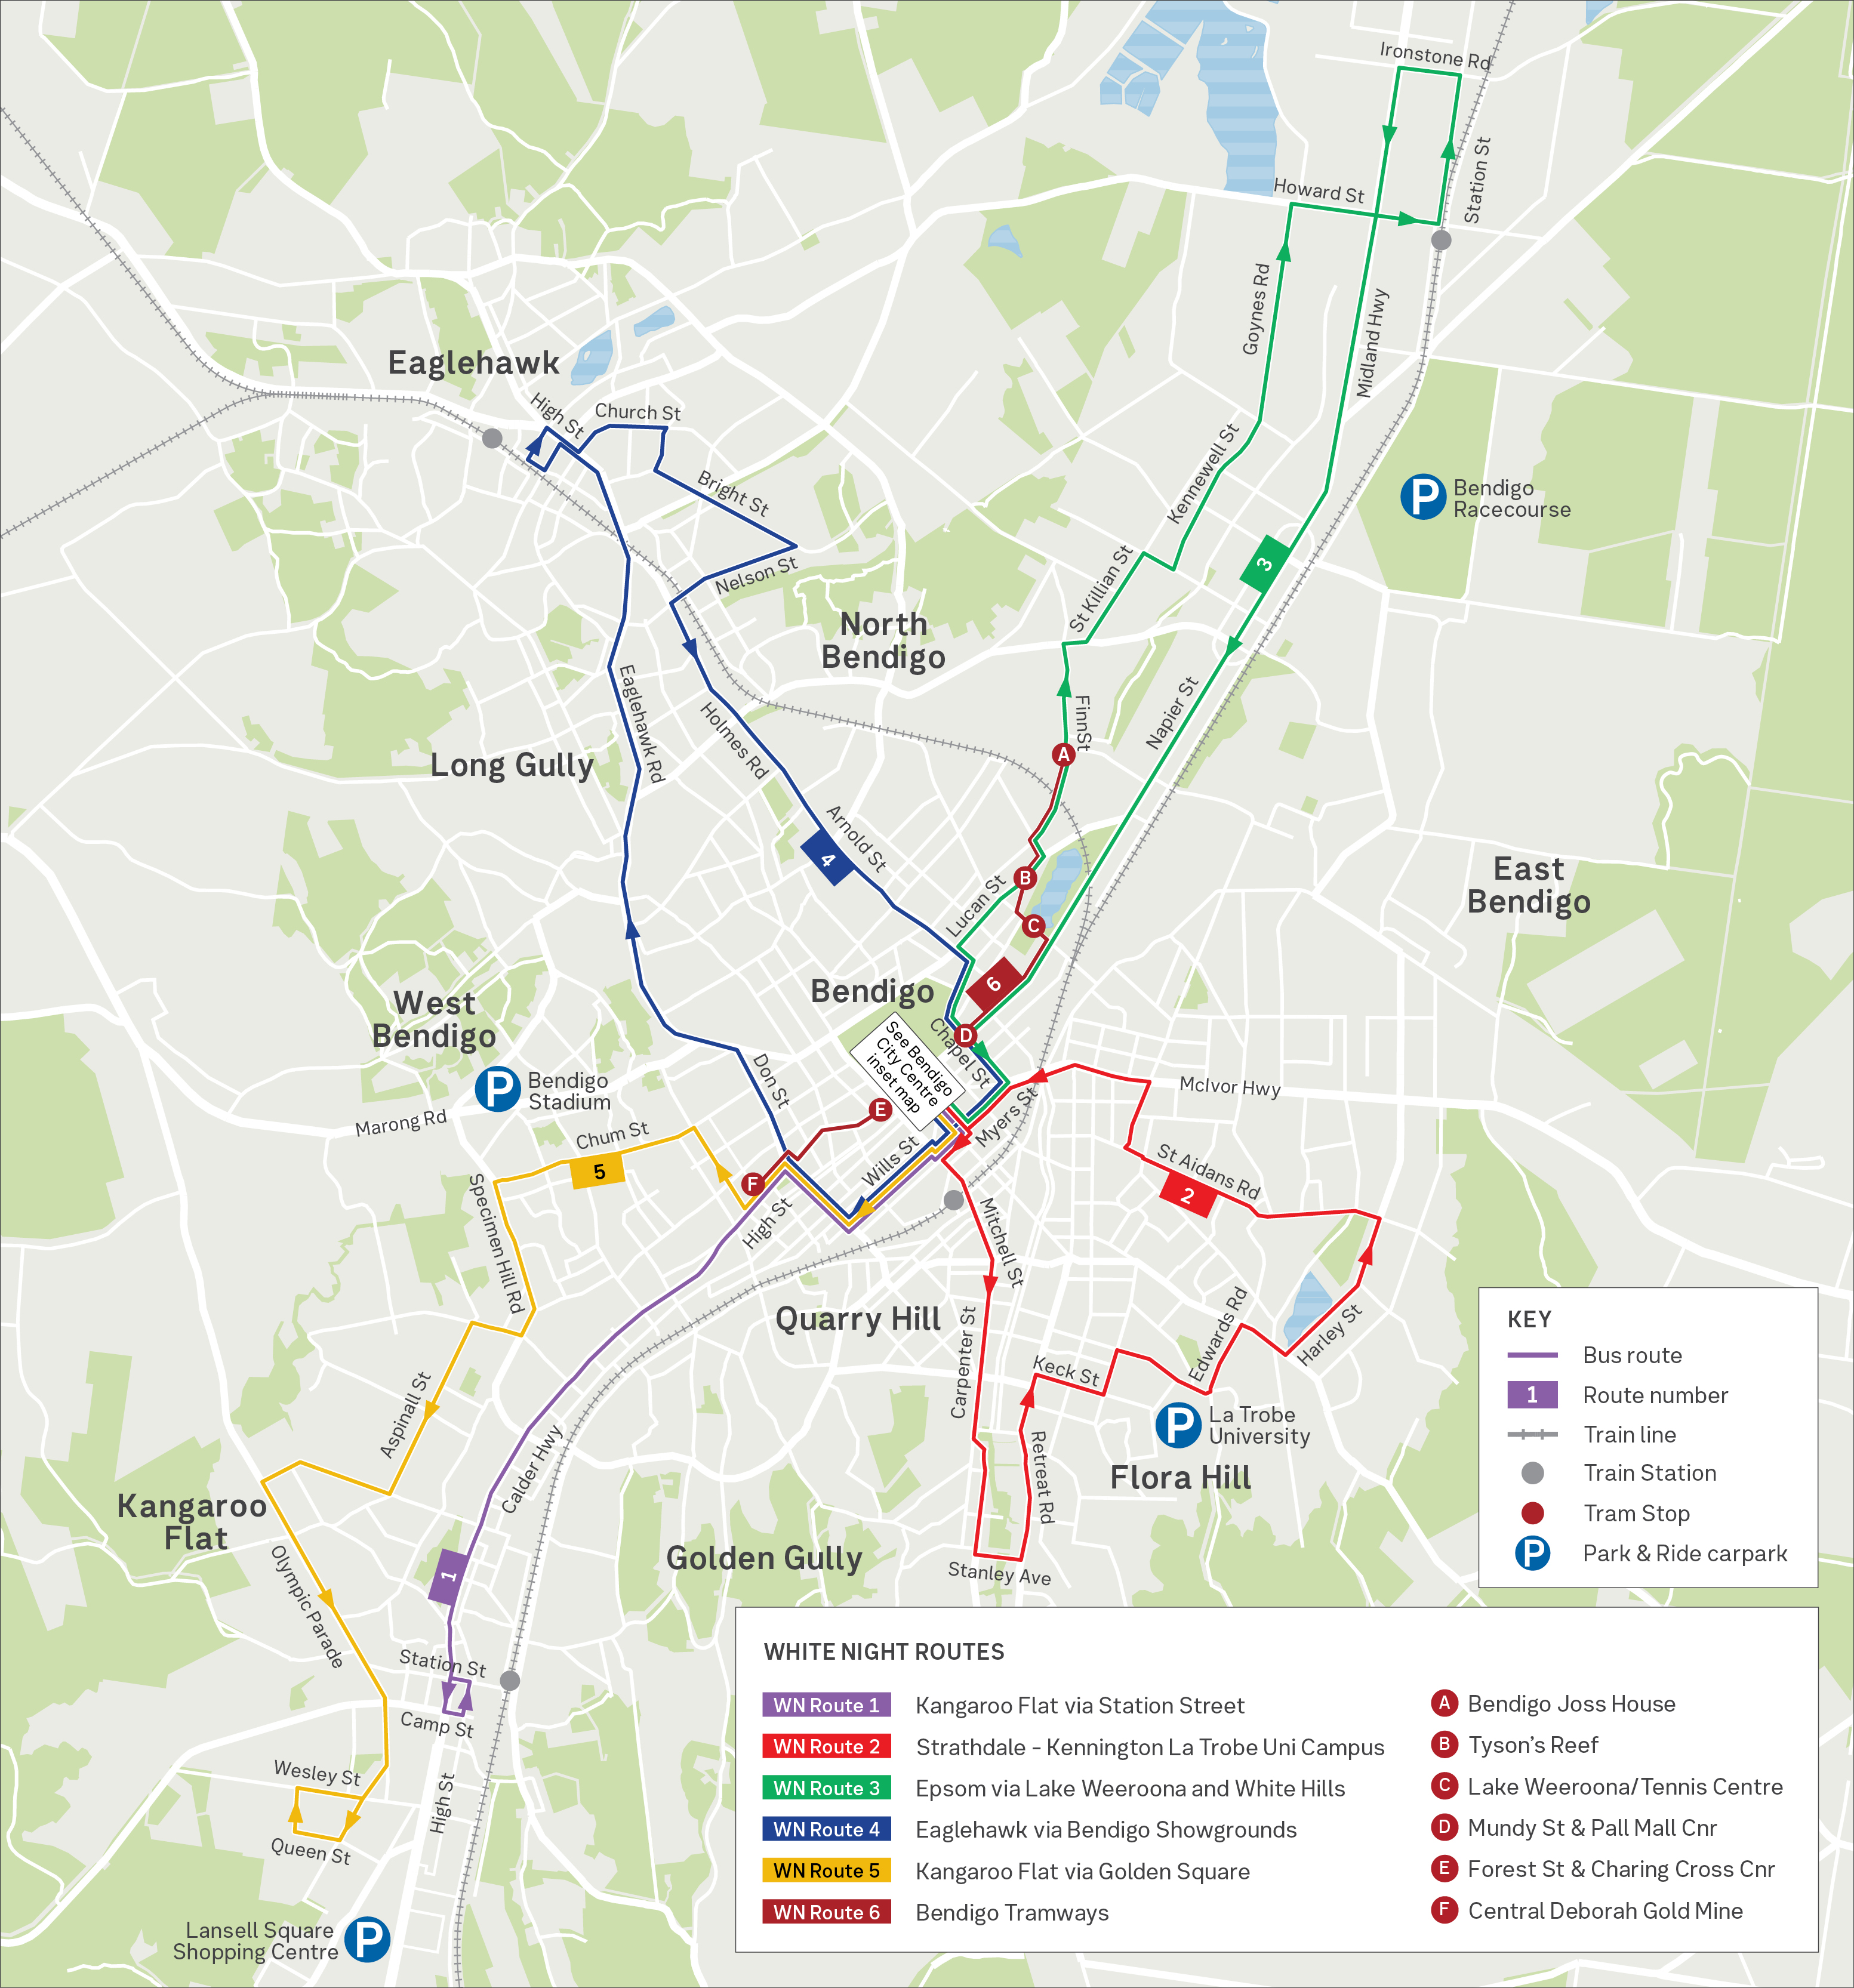 Ironstone Rd
Station St
Howard St
Goynes Rd
Midland Hwy
Eaglehawk
High St
Church St
Bright St
Nelson St
Kennewell St
St Killian St
P
Bendigo
Racecourse
3
North
Bendigo
Eaglehawk Rd
Holmes Rd
FinnSt
Napier St
A
Long Gully
Arnold St
4
Lucan St
B
C
East
Bendigo
6
Bendigo
West
Bendigo
D
Chapel St
See Bendigo
City Centre
inset map
P
Bendigo
Stadium
Marong Rd
Don St
E
McIvor Hwy
Myers St
Chum St
5
Wills St
F
High St
St Aidans Rd
2
Specimen Hill Rd
Mitchell St
Quarry Hill
Carpenter St
Edwards Rd
Harley St
Keck St
Aspinall St
P
La Trobe
University
Flora Hill
Retreat Rd
Calder Hwy
Kangaroo
Flat
Olympic Parade
1
Golden Gully
Stanley Ave
Station St
Camp St
Wesley St
Queen St
High St
Lansell Square
Shopping Centre
P
KEY
Bus route
1 Route number
Train line
Train Station
Tram Stop
P Park & Ride carpark
WHITE NIGHT ROUTES
WN Route 1 Kangaroo Flat via Station Street
WN Route 2 Strathdale - Kennington La Trobe Uni Campus
WN Route 3 Epsom via Lake Weeroona and White Hills
WN Route 4 Eaglehawk via Bendigo Showgrounds
WN Route 5 Kangaroo Flat via Golden Square
WN Route 6 Bendigo Tramways
A Bendigo Joss House
B Tyson's Reef
C Lake Weeroona/Tennis Centre
D Mundy St & Pall Mall Cnr
E Forest St & Charing Cross Cnr
F Central Deborah Gold Mine